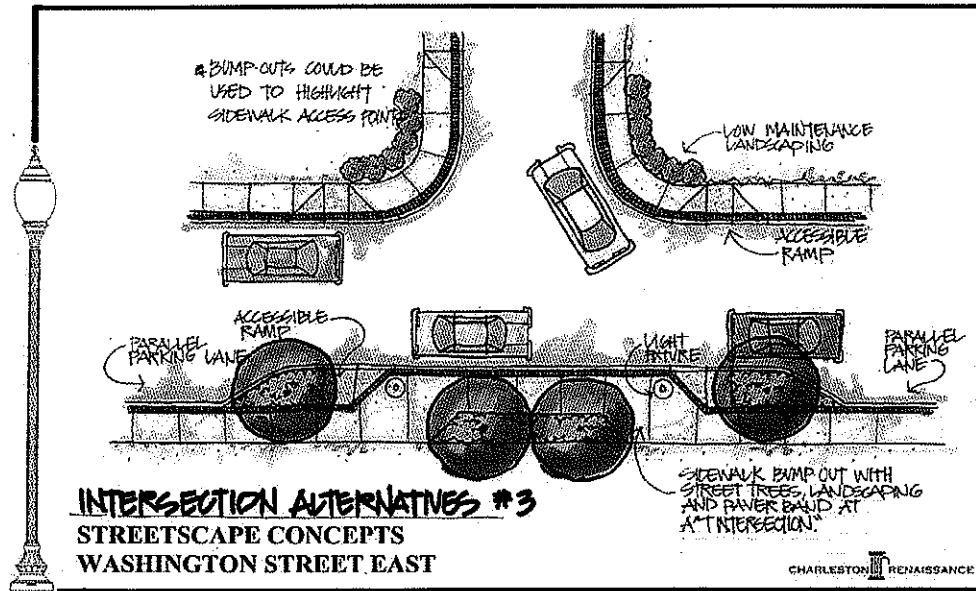 * BUMP-OUTS COULD BE
USED TO HIGHLIGHT
SIDEWALK ACCESS POINTS
LOW MAINTENANCE
LANDSCAPING
ACCESSIBLE
RAMP
PARALLEL
PARKING LANE
ACCESSIBLE
RAMP
LIGHT
FIXTURE
PARALLEL
PARKING
LANE
SIDEWALK BUMP OUT WITH
STREET TREES, LANDSCAPING
AND PAVER BAND AT
A "T INTERSECTION."
INTERSECTION ALTERNATIVES #3
STREETSCAPE CONCEPTS
WASHINGTON STREET EAST
CHARLESTON RENAISSANCE